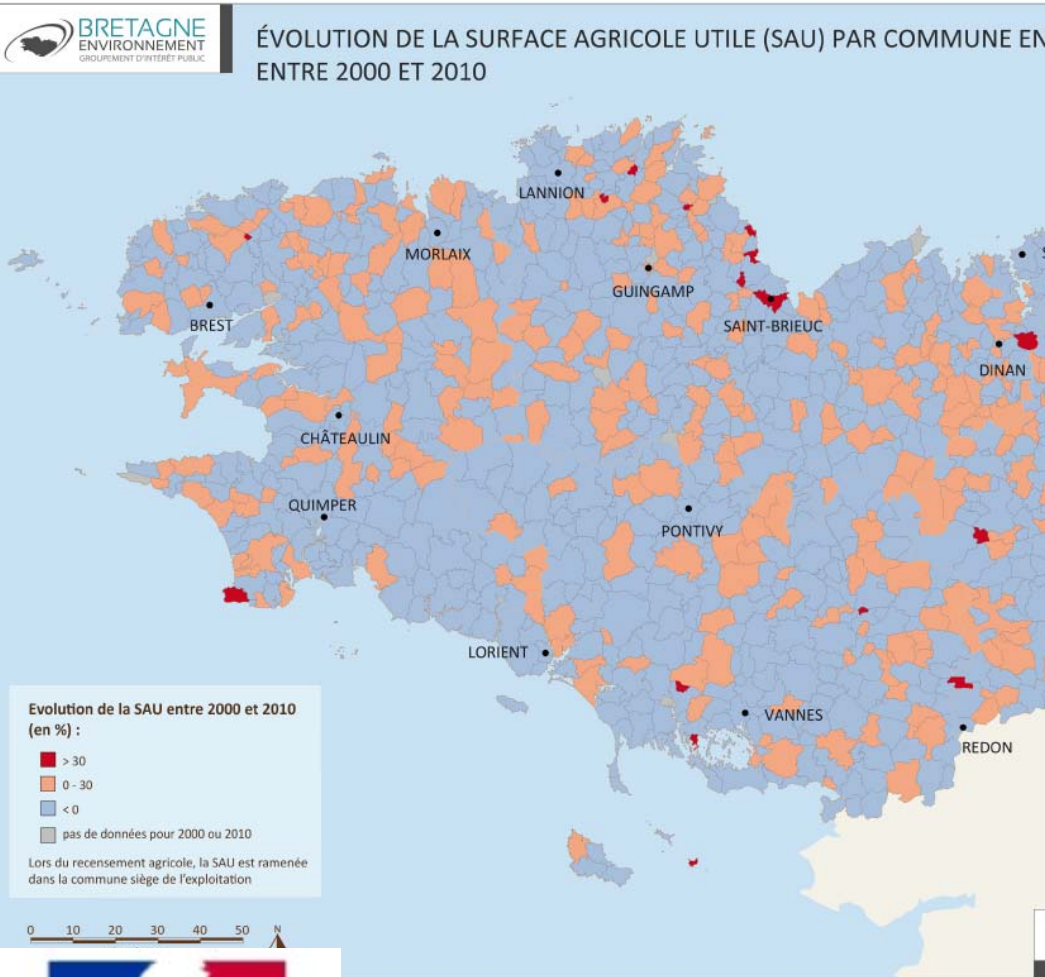 BRETAGNE
ENVIRONNEMENT
GROUPEMENT D'INTÉRÊT PUBLIC
ÉVOLUTION DE LA SURFACE AGRICOLE UTILE (SAU) PAR COMMUNE EN
ENTRE 2000 ET 2010
LANNION
MORLAIX
GUINGAMP
S
BREST
SAINT-BRIEUC
DINAN
CHÂTEAULIN
QUIMPER
PONTIVY
LORIENT
VANNES
REDON
Evolution de la SAU entre 2000 et 2010
(en %) :
> 30
0 - 30
< 0
pas de données pour 2000 ou 2010
Lors du recensement agricole, la SAU est ramenée
dans la commune siège de l'exploitation
0 10 20 30 40 50 N